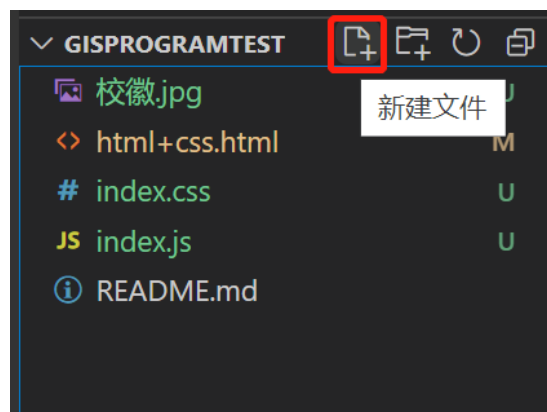 GISPROGRAMTEST
校徽.jpg U
新建文件
<> html+css.html M
# index.css U
JS index.js U
README.md